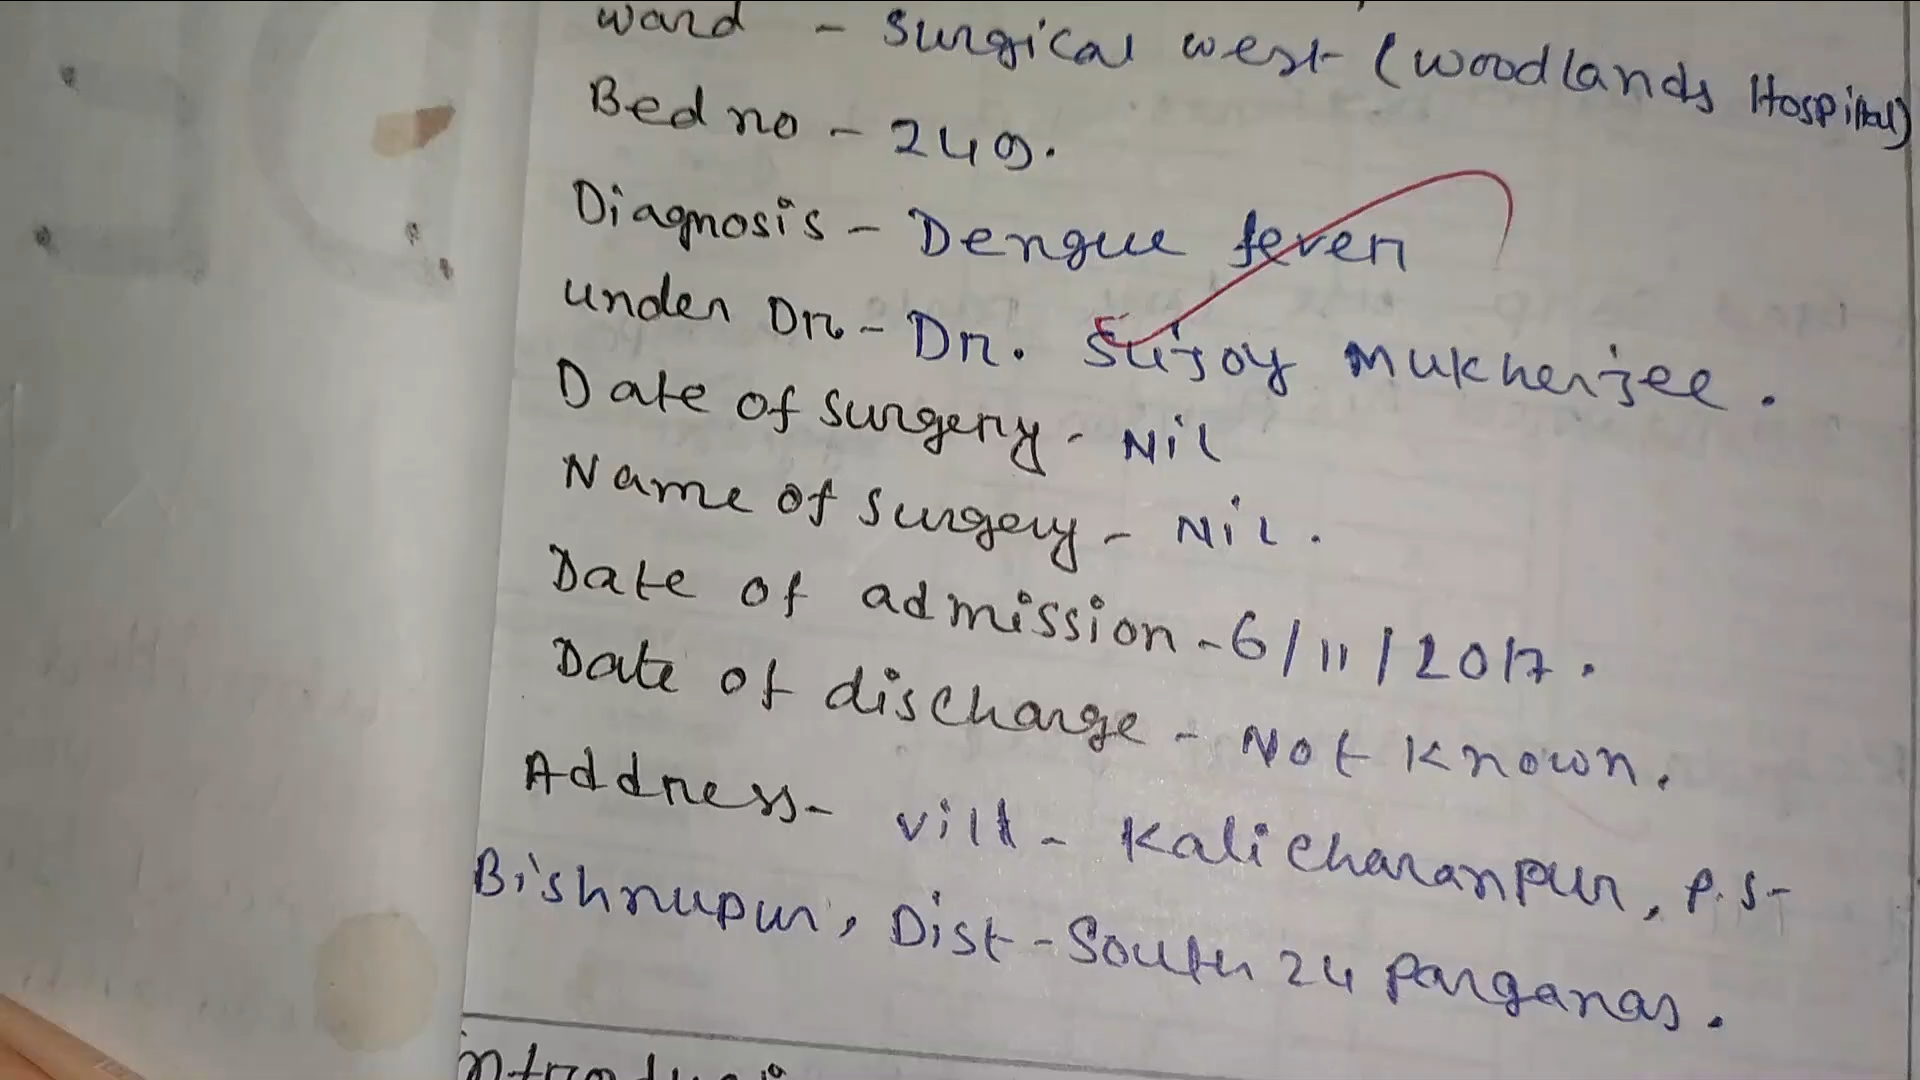 Ward - Surgical west (Woodlands Hospital)
Bed no - 249.
Diagnosis - Dengue fever
under Dr - Dr. Sujoy Mukherjee.
Date of surgery - Nil
Name of surgery - Nil.
Date of admission - 6/11/2017.
Date of discharge - Not known.
Address - vill - Kalicharanpur, P.S-
Bishnupur, Dist - South 24 Parganas.